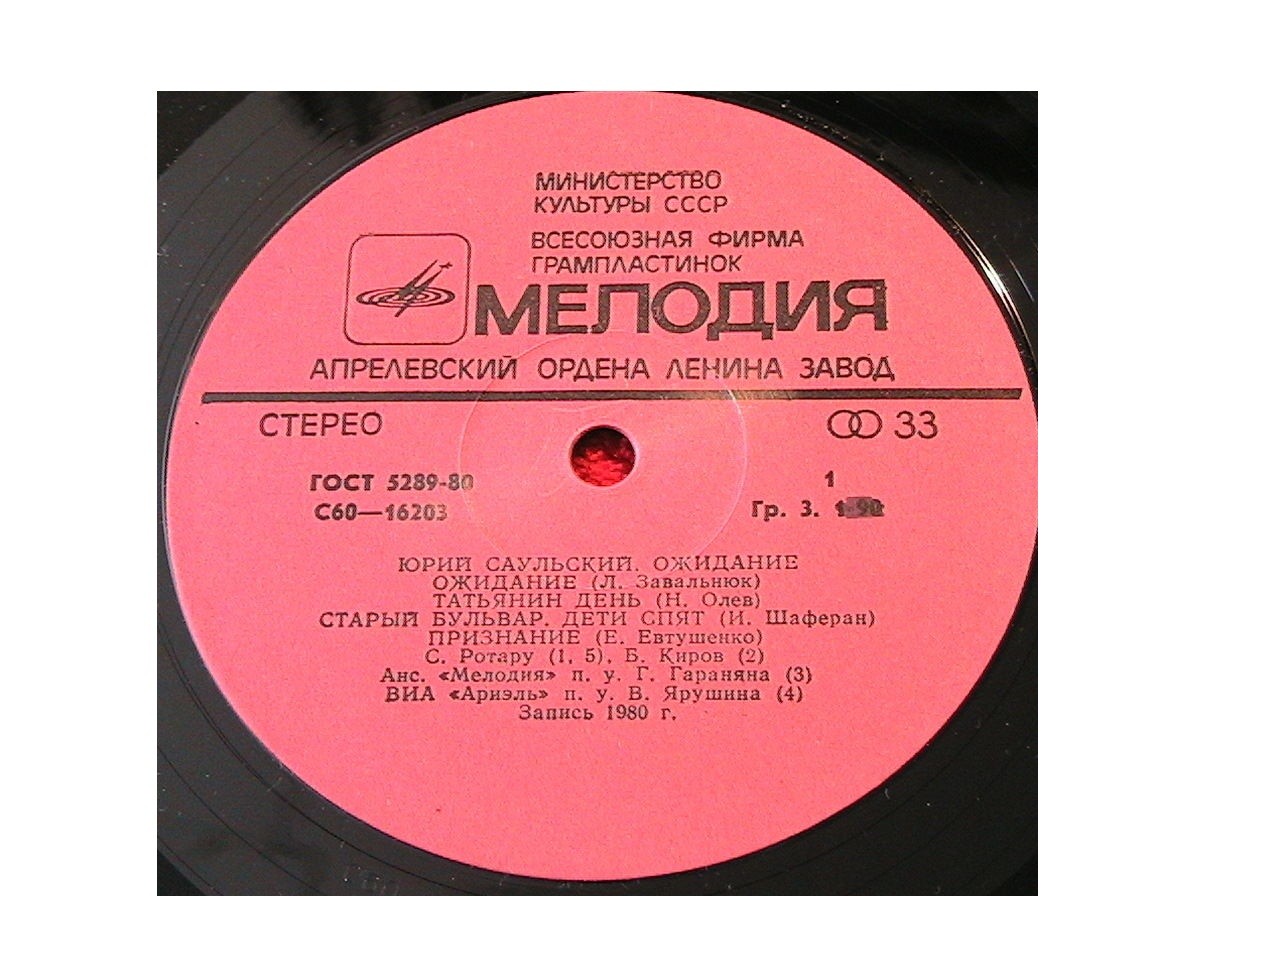 МИНИСТЕРСТВО
КУЛЬТУРЫ СССР
ВСЕСОЮЗНАЯ ФИРМА
ГРАМПЛАСТИНОК
МЕЛОДИЯ
АПРЕЛЕВСКИЙ ОРДЕНА ЛЕНИНА ЗАВОД
СТЕРЕО 33
ГОСТ 5289-80 1
С60—16203 Гр. 3.
ЮРИЙ САУЛЬСКИЙ. ОЖИДАНИЕ
ОЖИДАНИЕ (Л. Завальнюк)
ТАТЬЯНИН ДЕНЬ (Н. Олев)
СТАРЫЙ БУЛЬВАР. ДЕТИ СПЯТ (И. Шаферан)
ПРИЗНАНИЕ (Е. Евтушенко)
С. Ротару (1, 5), Б. Киров (2)
Анс. «Мелодия» п. у. Г. Гараняна (3)
ВИА «Ариэль» п. у. В. Ярушина (4)
Запись 1980 г.